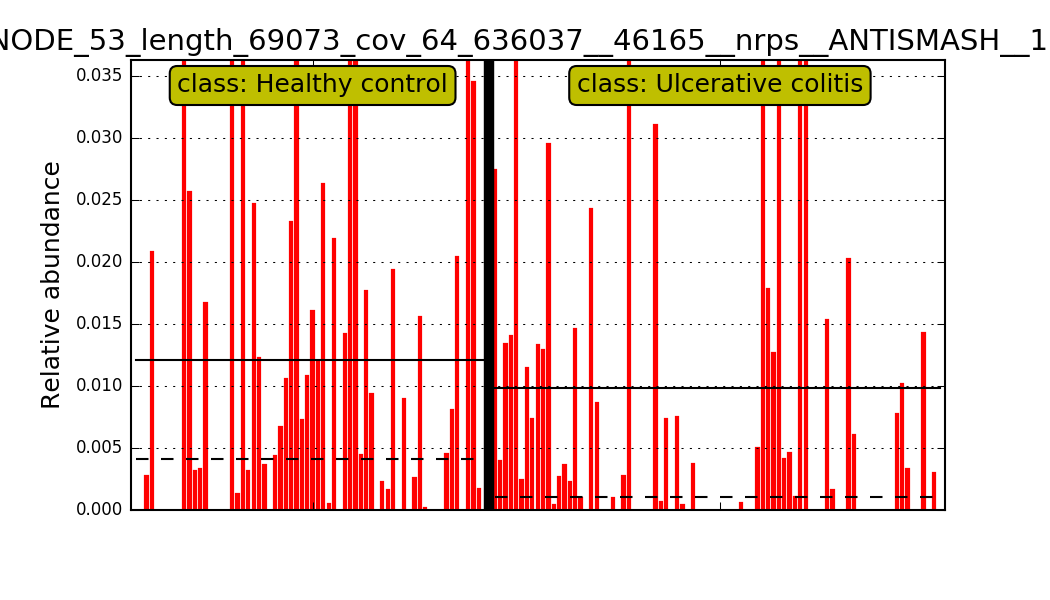 NODE_53_length_69073_cov_64_636037__46165__nrps__ANTISMASH__1
class: Healthy control
class: Ulcerative colitis
Relative abundance
0.035
0.030
0.025
0.020
0.015
0.010
0.005
0.000